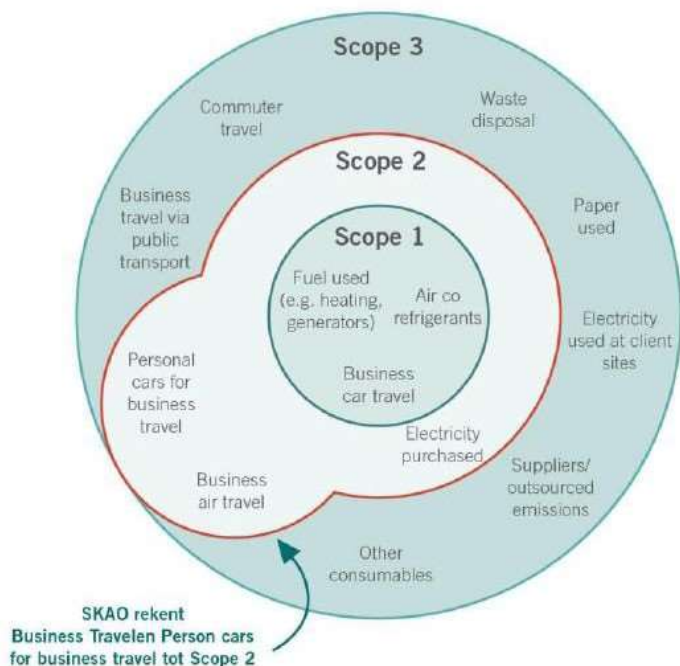 Scope 3
Commuter
travel
Waste
disposal
Scope 2
Business
travel via
public
transport
Paper
used
Scope 1
Fuel used
(e.g. heating,
generators)
Air co
refrigerants
Electricity
used at client
sites
Personal
cars for
business
travel
Business
car travel
Electricity
purchased
Business
air travel
Suppliers/
outsourced
emissions
Other
consumables
SKAO rekent
Business Travelen Person cars
for business travel tot Scope 2